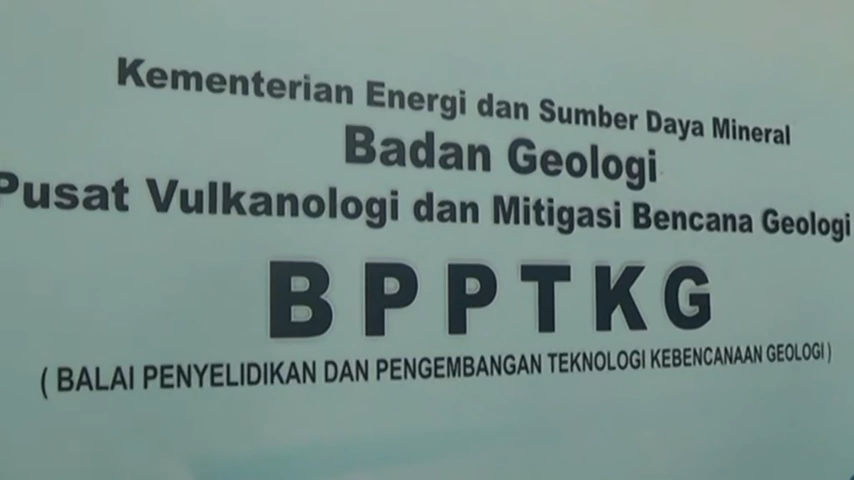 Kementerian Energi dan Sumber Daya Mineral
Badan Geologi
Pusat Vulkanologi dan Mitigasi Bencana Geologi
BPPTKG
( BALAI PENYELIDIKAN DAN PENGEMBANGAN TEKNOLOGI KEBENCANAAN GEOLOGI )